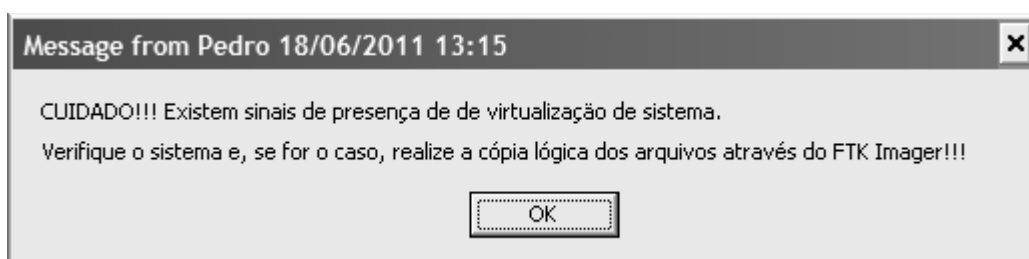 Message from Pedro 18/06/2011 13:15
CUIDADO!!! Existem sinais de presença de de virtualização de sistema.
Verifique o sistema e, se for o caso, realize a cópia lógica dos arquivos através do FTK Imager!!!
OK